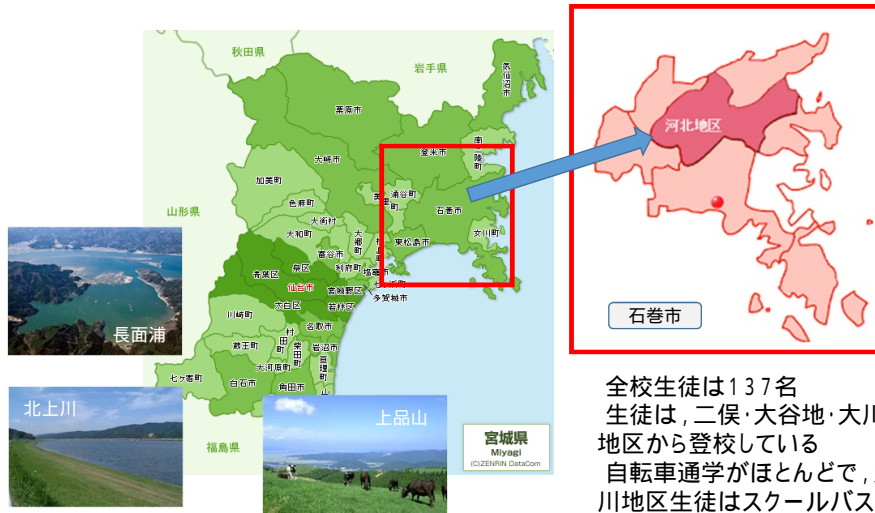 秋田県
岩手県
気仙沼市
栗原市
登米市
南三陸町
大崎市
加美町
色麻町
美里町
涌谷町
石巻市
女川町
山形県
大衡村
大和町
大郷町
松島町
東松島市
富谷市
利府町
塩竈市
七ヶ浜町
多賀城市
青葉区
泉区
仙台市
宮城野区
太白区
若林区
川崎町
名取市
村田町
柴田町
岩沼市
蔵王町
亘理町
大河原町
七ヶ宿町
白石市
角田市
山
福島県
宮城県
Miyagi
(C)ZENRIN DataCom
長面浦
北上川
上品山
河北地区
石巻市
全校生徒は137名
生徒は,二俣・大谷地・大川
地区から登校している
自転車通学がほとんどで,
川地区生徒はスクールバス